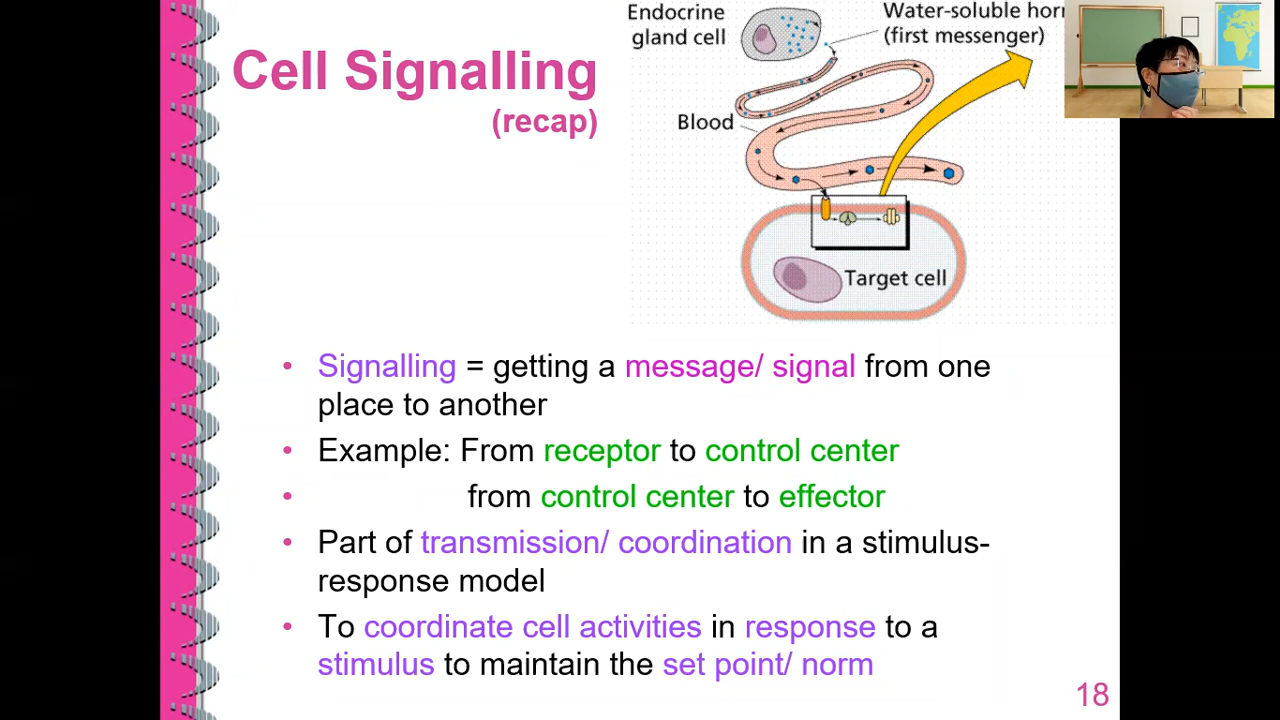 Cell Signalling
(recap)
Endocrine
gland cell
Water-soluble
(first messenger)
Blood
Target cell
• Signalling = getting a message/ signal from one
place to another
• Example: From receptor to control center
• from control center to effector
• Part of transmission/ coordination in a stimulus-
response model
• To coordinate cell activities in response to a
stimulus to maintain the set point/ norm
18